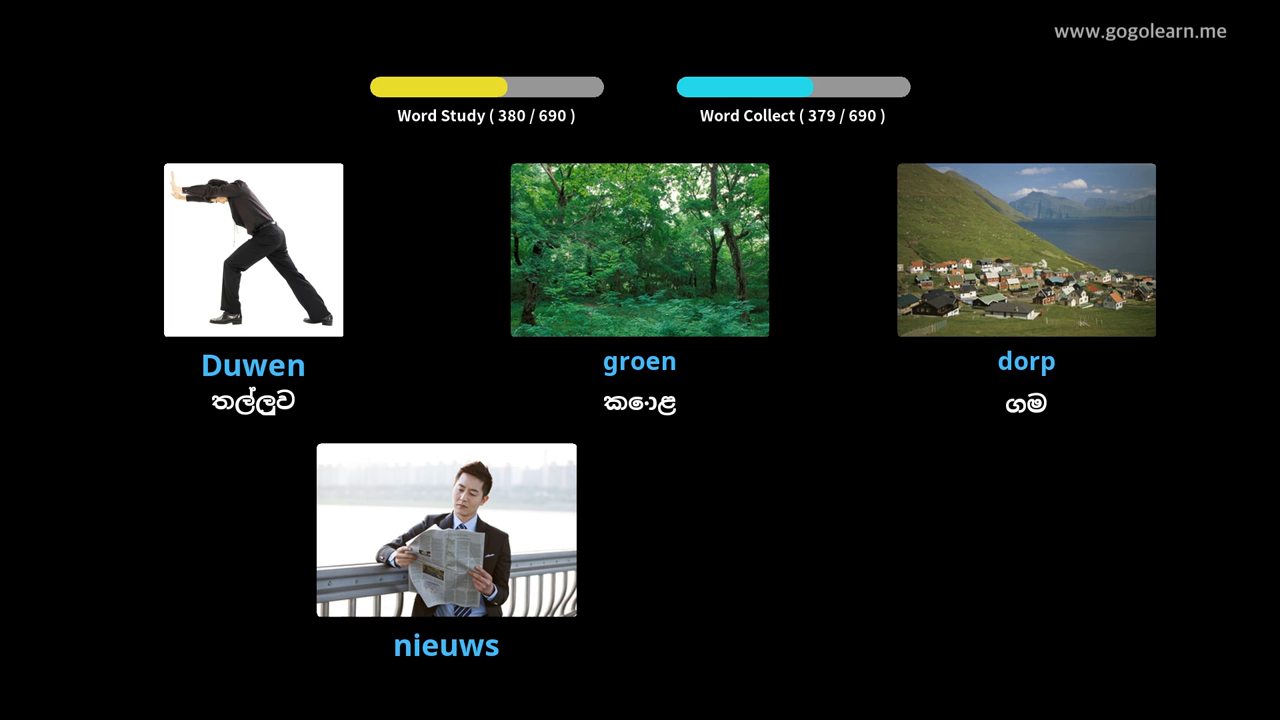 www.gogolearn.me
Word Study ( 380 / 690 )
Word Collect ( 379 / 690 )
Duwen
තල්ලුව
groen
කොළ
dorp
ගම
nieuws